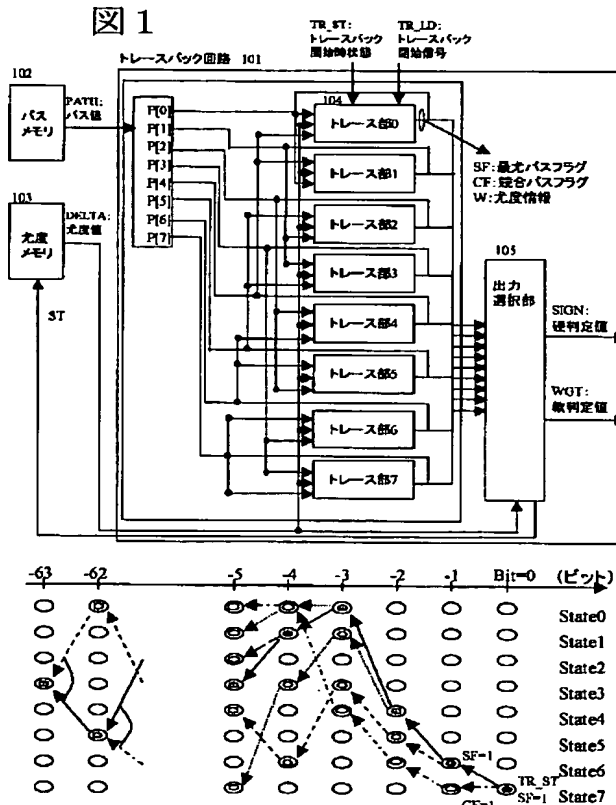 図1
TR_ST:
トレースバック
開始時状態
TR_LD:
トレースバック
開始信号
トレースバック回路 101
102
パス
メモリ
PATH:
パス値
103
尤度
メモリ
DELTA:
尤度値
ST
P[0]
P[1]
P[2]
P[3]
P[4]
P[5]
P[6]
P[7]
104
トレース部0
トレース部1
トレース部2
トレース部3
トレース部4
トレース部5
トレース部6
トレース部7
SF:最尤パスフラグ
CF:競合パスフラグ
W:尤度情報
105
出力
選択部
SIGN:
硬判定値
WGT:
軟判定値
-63 -62 -5 -4 -3 -2 -1 Bit=0 (ビット)
State0
State1
State2
State3
State4
State5
State6
State7
SF=1
TR_ST
SF=1
CF=1